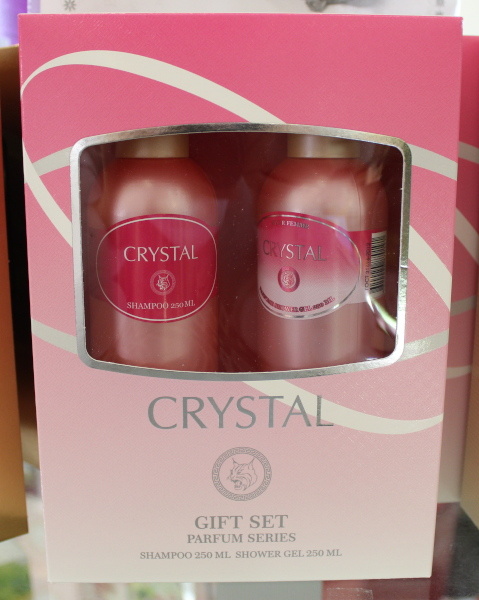 CRYSTAL
SHAMPOO 250 ML
CRYSTAL
CRYSTAL
GIFT SET
PARFUM SERIES
SHAMPOO 250 ML SHOWER GEL 250 ML